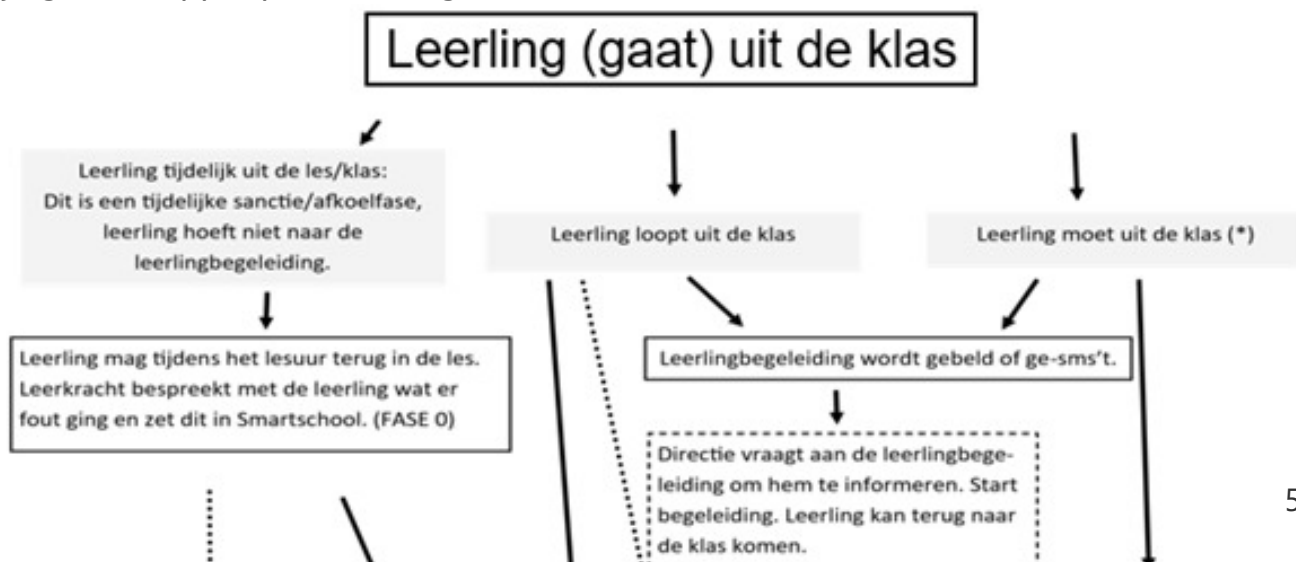 Leerling (gaat) uit de klas
Leerling tijdelijk uit de les/klas:
Dit is een tijdelijke sanctie/afkoelfase,
leerling hoeft niet naar de
leerlingbegeleiding.
Leerling loopt uit de klas
Leerling moet uit de klas (*)
Leerling mag tijdens het lesuur terug in de les.
Leerkracht bespreekt met de leerling wat er
fout ging en zet dit in Smartschool. (FASE 0)
Leerlingbegeleiding wordt gebeld of ge-sms't.
Directie vraagt aan de leerlingbege-
leiding om hem te informeren. Start
begeleiding. Leerling kan terug naar
de klas komen.
5